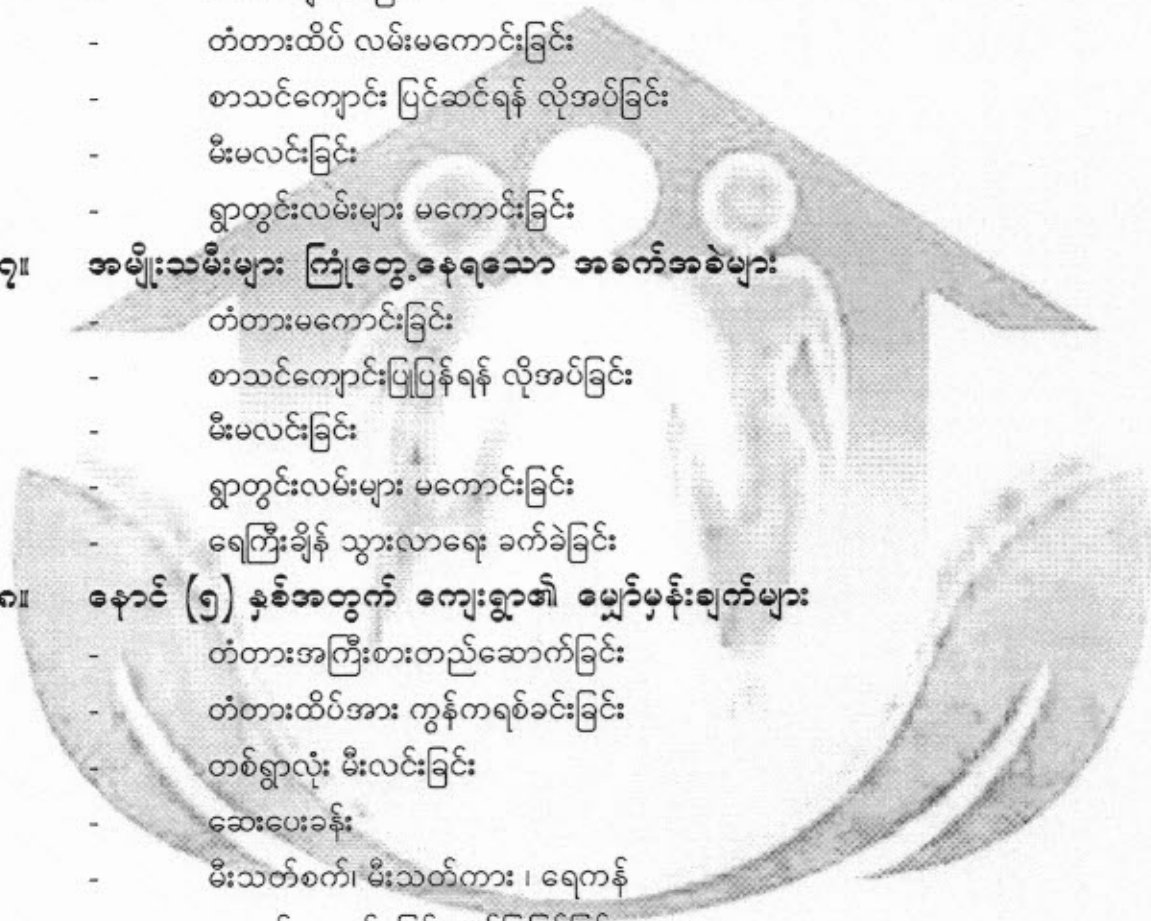 - တံတားထိပ် လမ်းမကောင်းခြင်း
- စာသင်ကျောင်း ပြင်ဆင်ရန် လိုအပ်ခြင်း
- မီးမလင်းခြင်း
- ရွာတွင်းလမ်းများ မကောင်းခြင်း
၇။ အမျိုးသမီးများ ကြုံတွေ့နေရသော အခက်အခဲများ
- တံတားမကောင်းခြင်း
- စာသင်ကျောင်းပြုပြန်ရန် လိုအပ်ခြင်း
- မီးမလင်းခြင်း
- ရွာတွင်းလမ်းများ မကောင်းခြင်း
- ရေကြီးချိန် သွားလာရေး ခက်ခဲခြင်း
၈။ နောင် (၅) နှစ်အတွက် ကျေးရွာ၏ မျှော်မှန်းချက်များ
- တံတားအကြီးစားတည်ဆောက်ခြင်း
- တံတားထိပ်အား ကွန်ကရစ်ခင်းခြင်း
- တစ်ရွာလုံး မီးလင်းခြင်း
- ဆေးပေးခန်း
- မီးသတ်စက်၊ မီးသတ်ကား ၊ ရေကန်